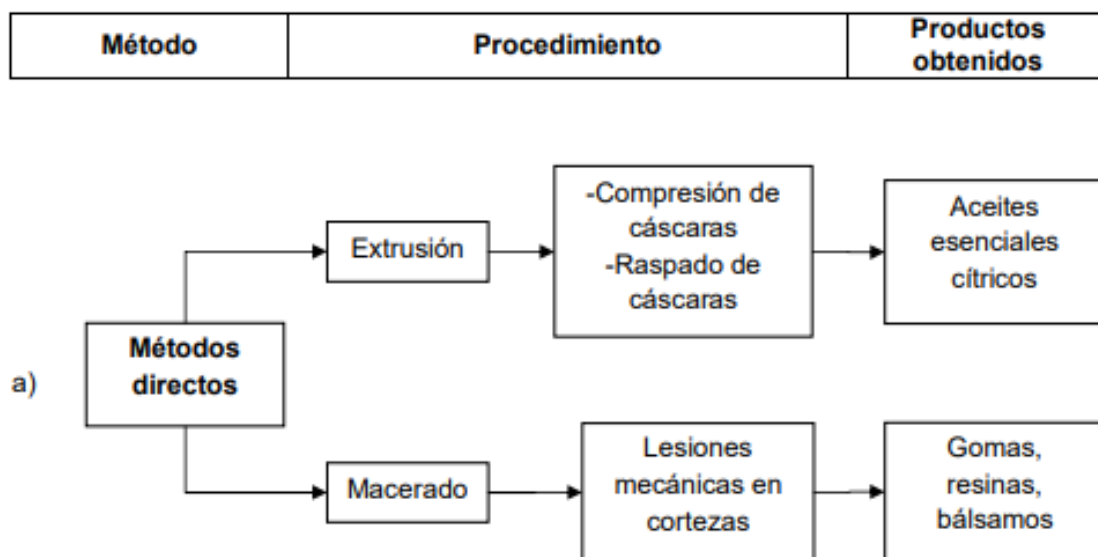 Método
Procedimiento
Productos
obtenidos
Extrusión
-Compresión de
cáscaras
-Raspado de
cáscaras
Aceites
esenciales
cítricos
a)
Métodos
directos
Macerado
Lesiones
mecánicas en
cortezas
Gomas,
resinas,
bálsamos